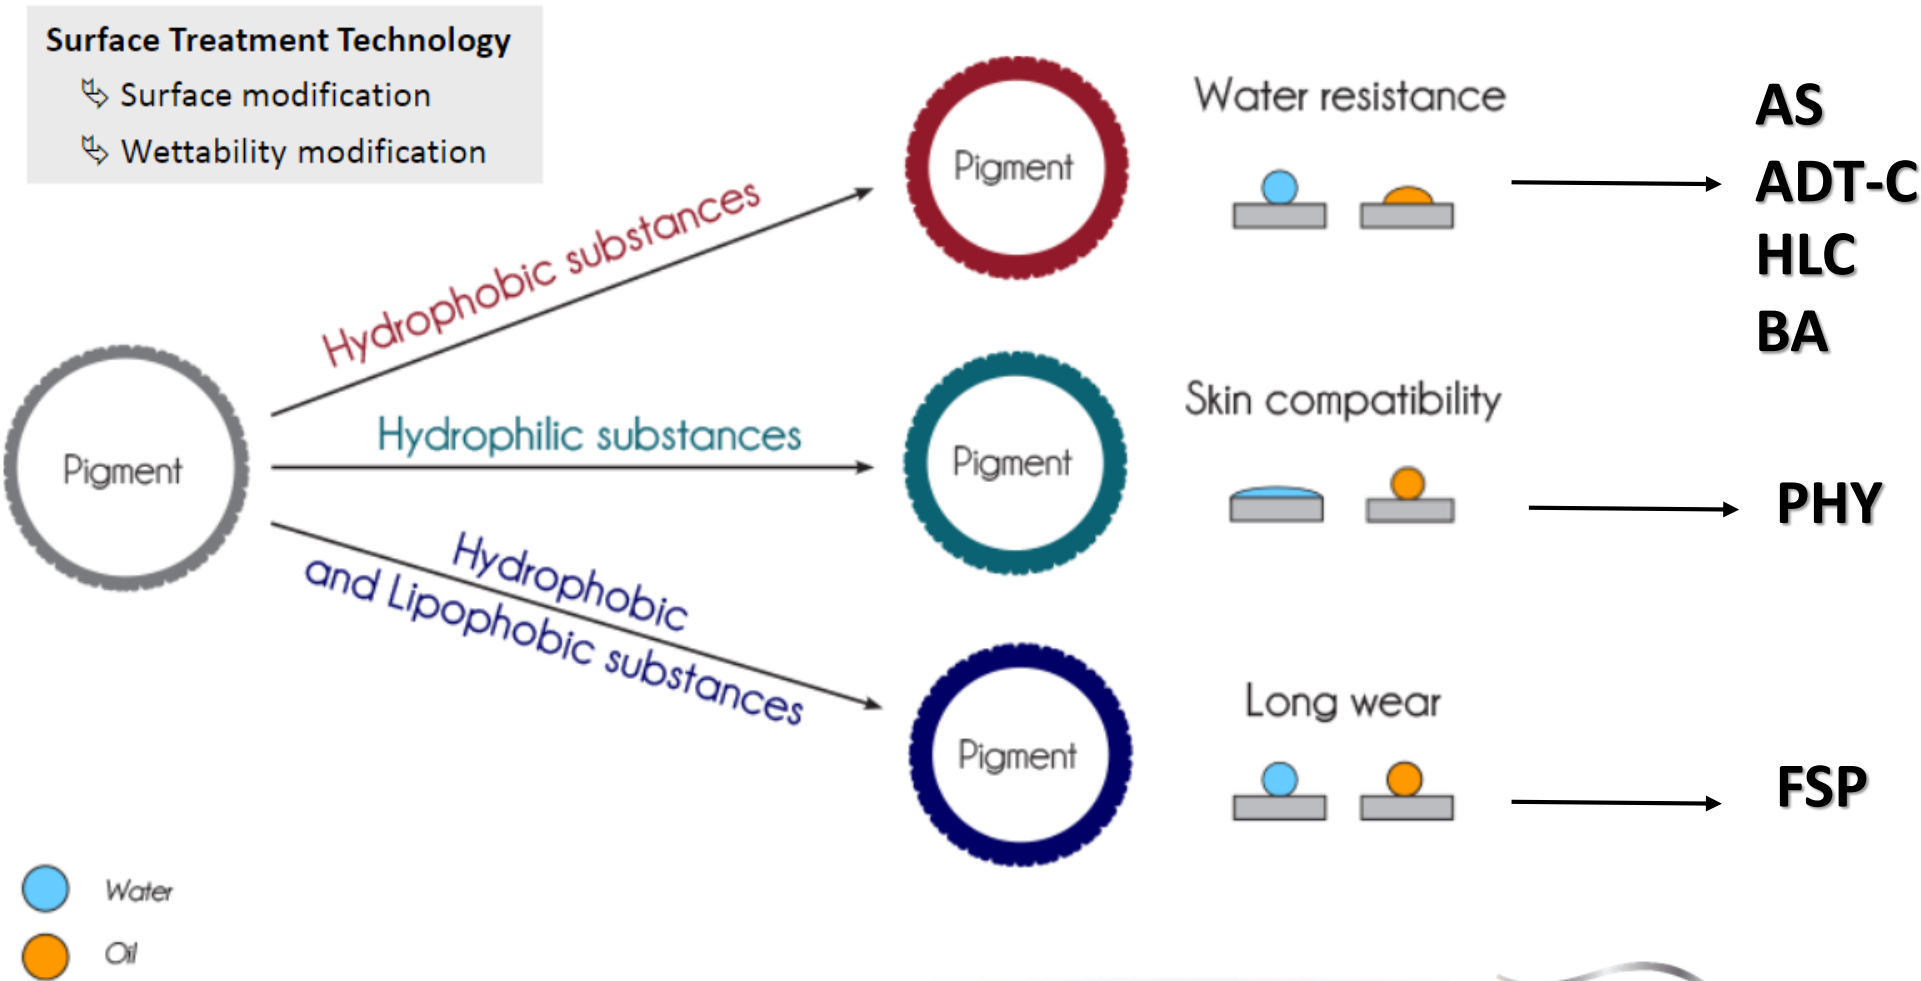 Surface Treatment Technology
Surface modification
Wettability modification
Pigment
Hydrophobic substances
Pigment
Water resistance
AS
ADT-C
HLC
BA
Hydrophilic substances
Pigment
Skin compatibility
PHY
Hydrophobic
and Lipophobic substances
Pigment
Long wear
FSP
Water
Oil